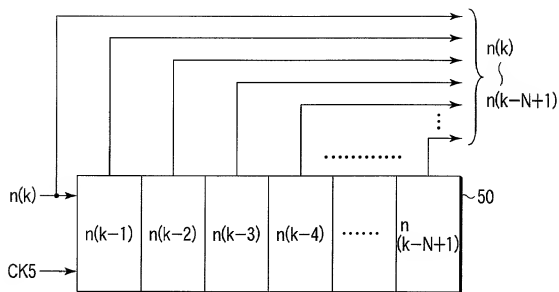 n(k)
n(k−N+1)
n(k)
50
n(k−1) n(k−2) n(k−3) n(k−4) ...... n
(k−N+1)
CK5